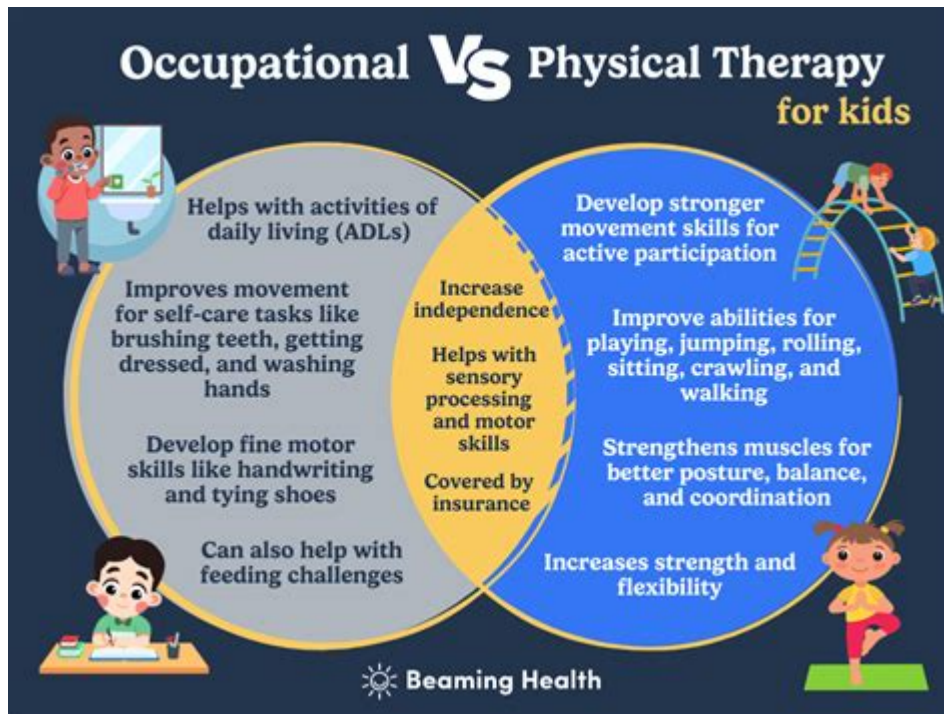 Occupational Vs Physical Therapy
for kids
Helps with activities of
daily living (ADLs)
Improves movement
for self-care tasks like
brushing teeth, getting
dressed, and washing
hands
Develop fine motor
skills like handwriting
and tying shoes
Can also help with
feeding challenges
Increase
independence
Helps with
sensory
processing
and motor
skills
Covered by
insurance
Develop stronger
movement skills for
active participation
Improve abilities for
playing, jumping, rolling,
sitting, crawling, and
walking
Strengthens muscles for
better posture, balance,
and coordination
Increases strength and
flexibility
Beaming Health